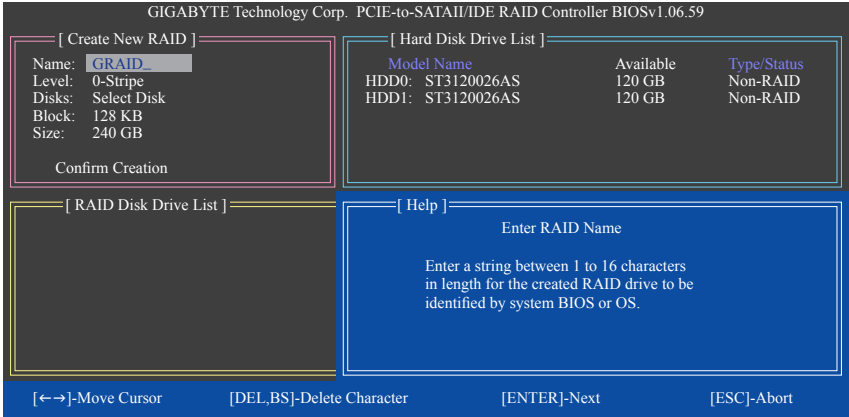 GIGABYTE Technology Corp. PCIE-to-SATAII/IDE RAID Controller BIOSv1.06.59
[ Create New RAID ]
Name: GRAID_
Level: 0-Stripe
Disks: Select Disk
Block: 128 KB
Size: 240 GB
Confirm Creation
[ Hard Disk Drive List ]
Model Name Available Type/Status
HDD0: ST3120026AS 120 GB Non-RAID
HDD1: ST3120026AS 120 GB Non-RAID
[ RAID Disk Drive List ]
[ Help ]
Enter RAID Name
Enter a string between 1 to 16 characters
in length for the created RAID drive to be
identified by system BIOS or OS.
[←→]-Move Cursor [DEL,BS]-Delete Character [ENTER]-Next [ESC]-Abort